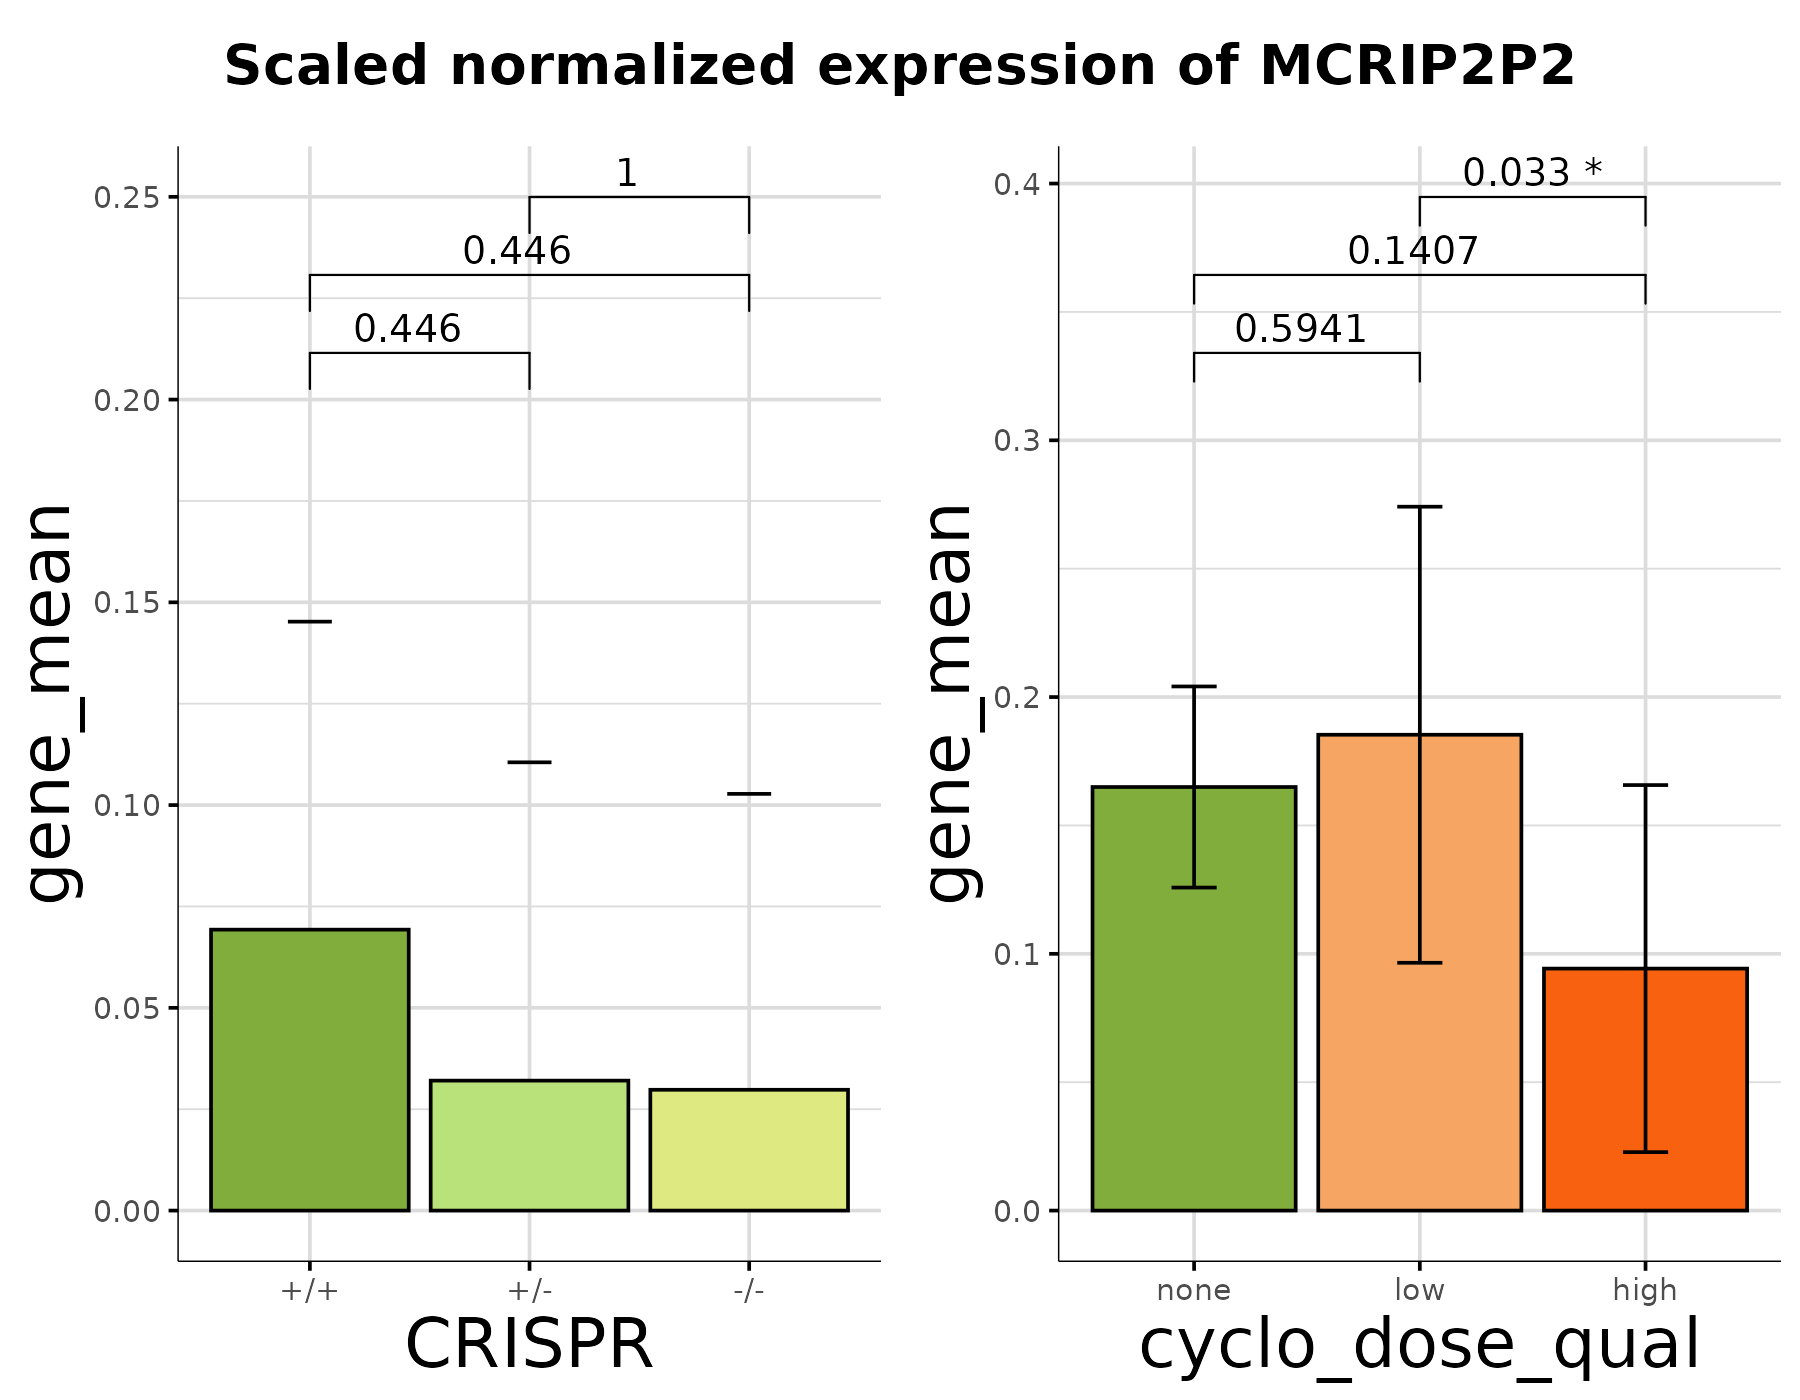 Scaled normalized expression of MCRIP2P2
gene_mean
0.25
0.20
0.15
0.10
0.05
0.00
1
0.446
0.446
+/+
+/-
-/-
CRISPR
gene_mean
0.4
0.3
0.2
0.1
0.0
0.033 *
0.1407
0.5941
none
low
high
cyclo_dose_qual